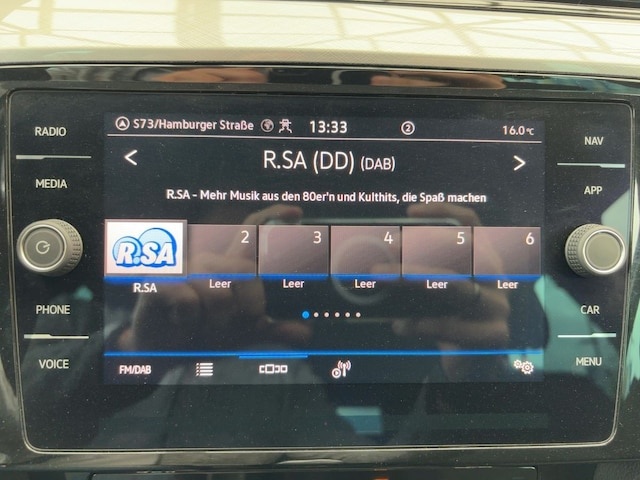 RADIO
MEDIA
PHONE
VOICE
S73/Hamburger Straße 13:33 2 16.0°C
< R.SA (DD) (DAB) >
R.SA - Mehr Musik aus den 80er'n und Kulthits, die Spaß machen
R.SA 2 3 4 5 6
R.SA Leer Leer Leer Leer Leer
FM/DAB
NAV
APP
CAR
MENU